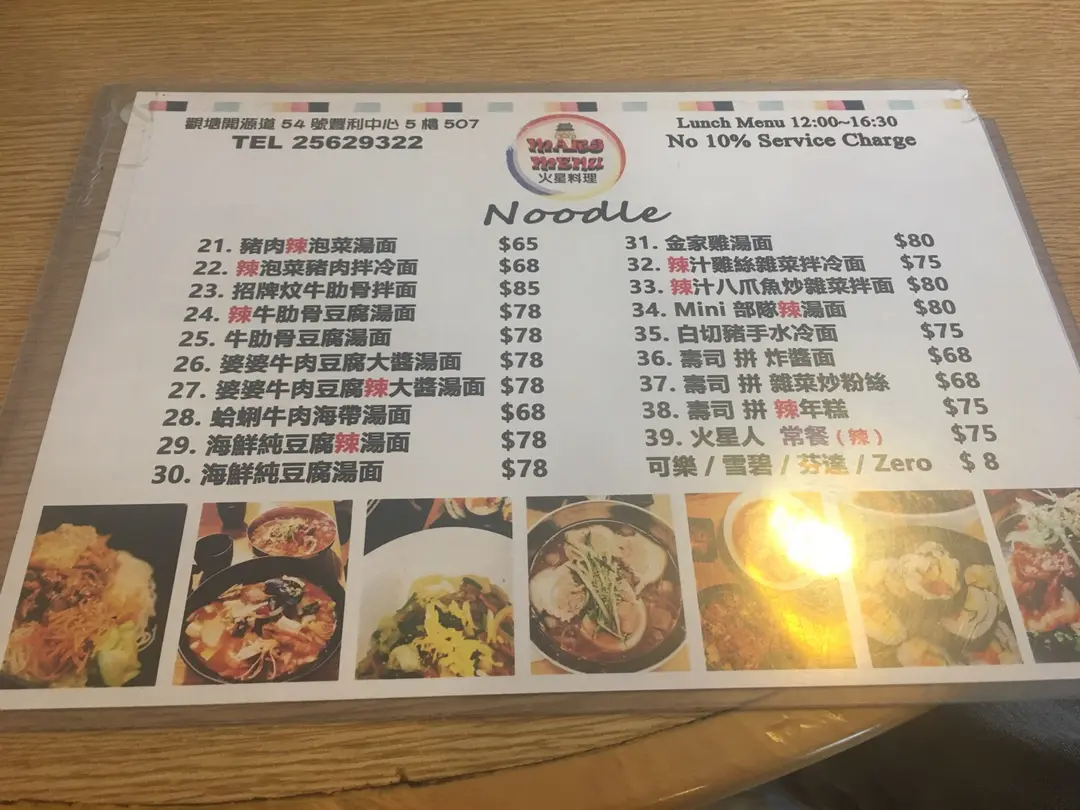 觀塘開源道 54 號豐利中心 5 樓 507
TEL 25629322
MARS
MENU
火星料理
Lunch Menu 12:00~16:30
No 10% Service Charge
Noodle
21. 豬肉辣泡菜湯面 $65
22. 辣泡菜豬肉拌冷面 $68
23. 招牌炆牛肋骨拌面 $85
24. 辣牛肋骨豆腐湯面 $78
25. 牛肋骨豆腐湯面 $78
26. 婆婆牛肉豆腐大醬湯面 $78
27. 婆婆牛肉豆腐辣大醬湯面 $78
28. 蛤蜊牛肉海帶湯面 $68
29. 海鮮純豆腐辣湯面 $78
30. 海鮮純豆腐湯面 $78
31. 金家雞湯面 $80
32. 辣汁雞絲雜菜拌冷面 $75
33. 辣汁八爪魚炒雜菜拌面 $80
34. Mini 部隊辣湯面 $80
35. 白切豬手水冷面 $75
36. 壽司 拼 炸醬面 $68
37. 壽司 拼 雜菜炒粉絲 $68
38. 壽司 拼 辣年糕 $75
39. 火星人 常餐（辣） $75
可樂 / 雪碧 / 芬達 / Zero $ 8